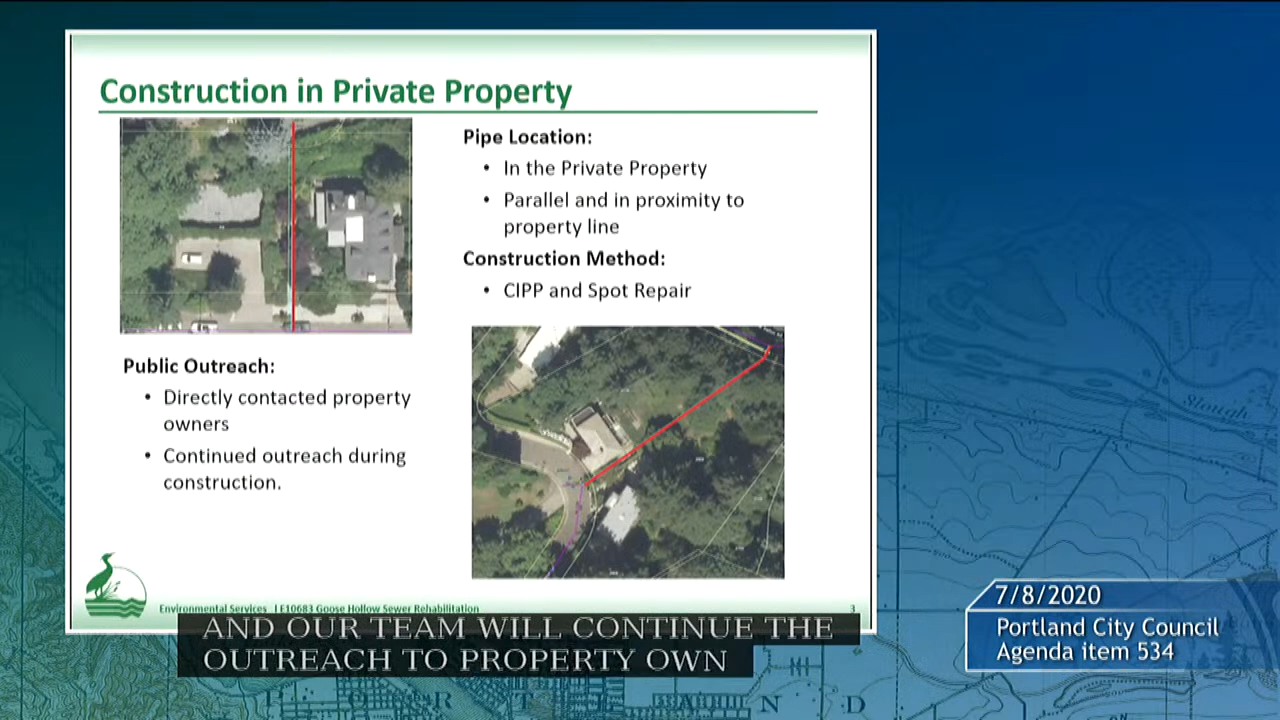 Construction in Private Property
Pipe Location:
• In the Private Property
• Parallel and in proximity to
property line
Construction Method:
• CIPP and Spot Repair
Public Outreach:
• Directly contacted property
owners
• Continued outreach during
construction.
Environmental Services | E10683 Goose Hollow Sewer Rehabilitation
3
AND OUR TEAM WILL CONTINUE THE
OUTREACH TO PROPERTY OWN
7/8/2020
Portland City Council
Agenda item 534
Slough